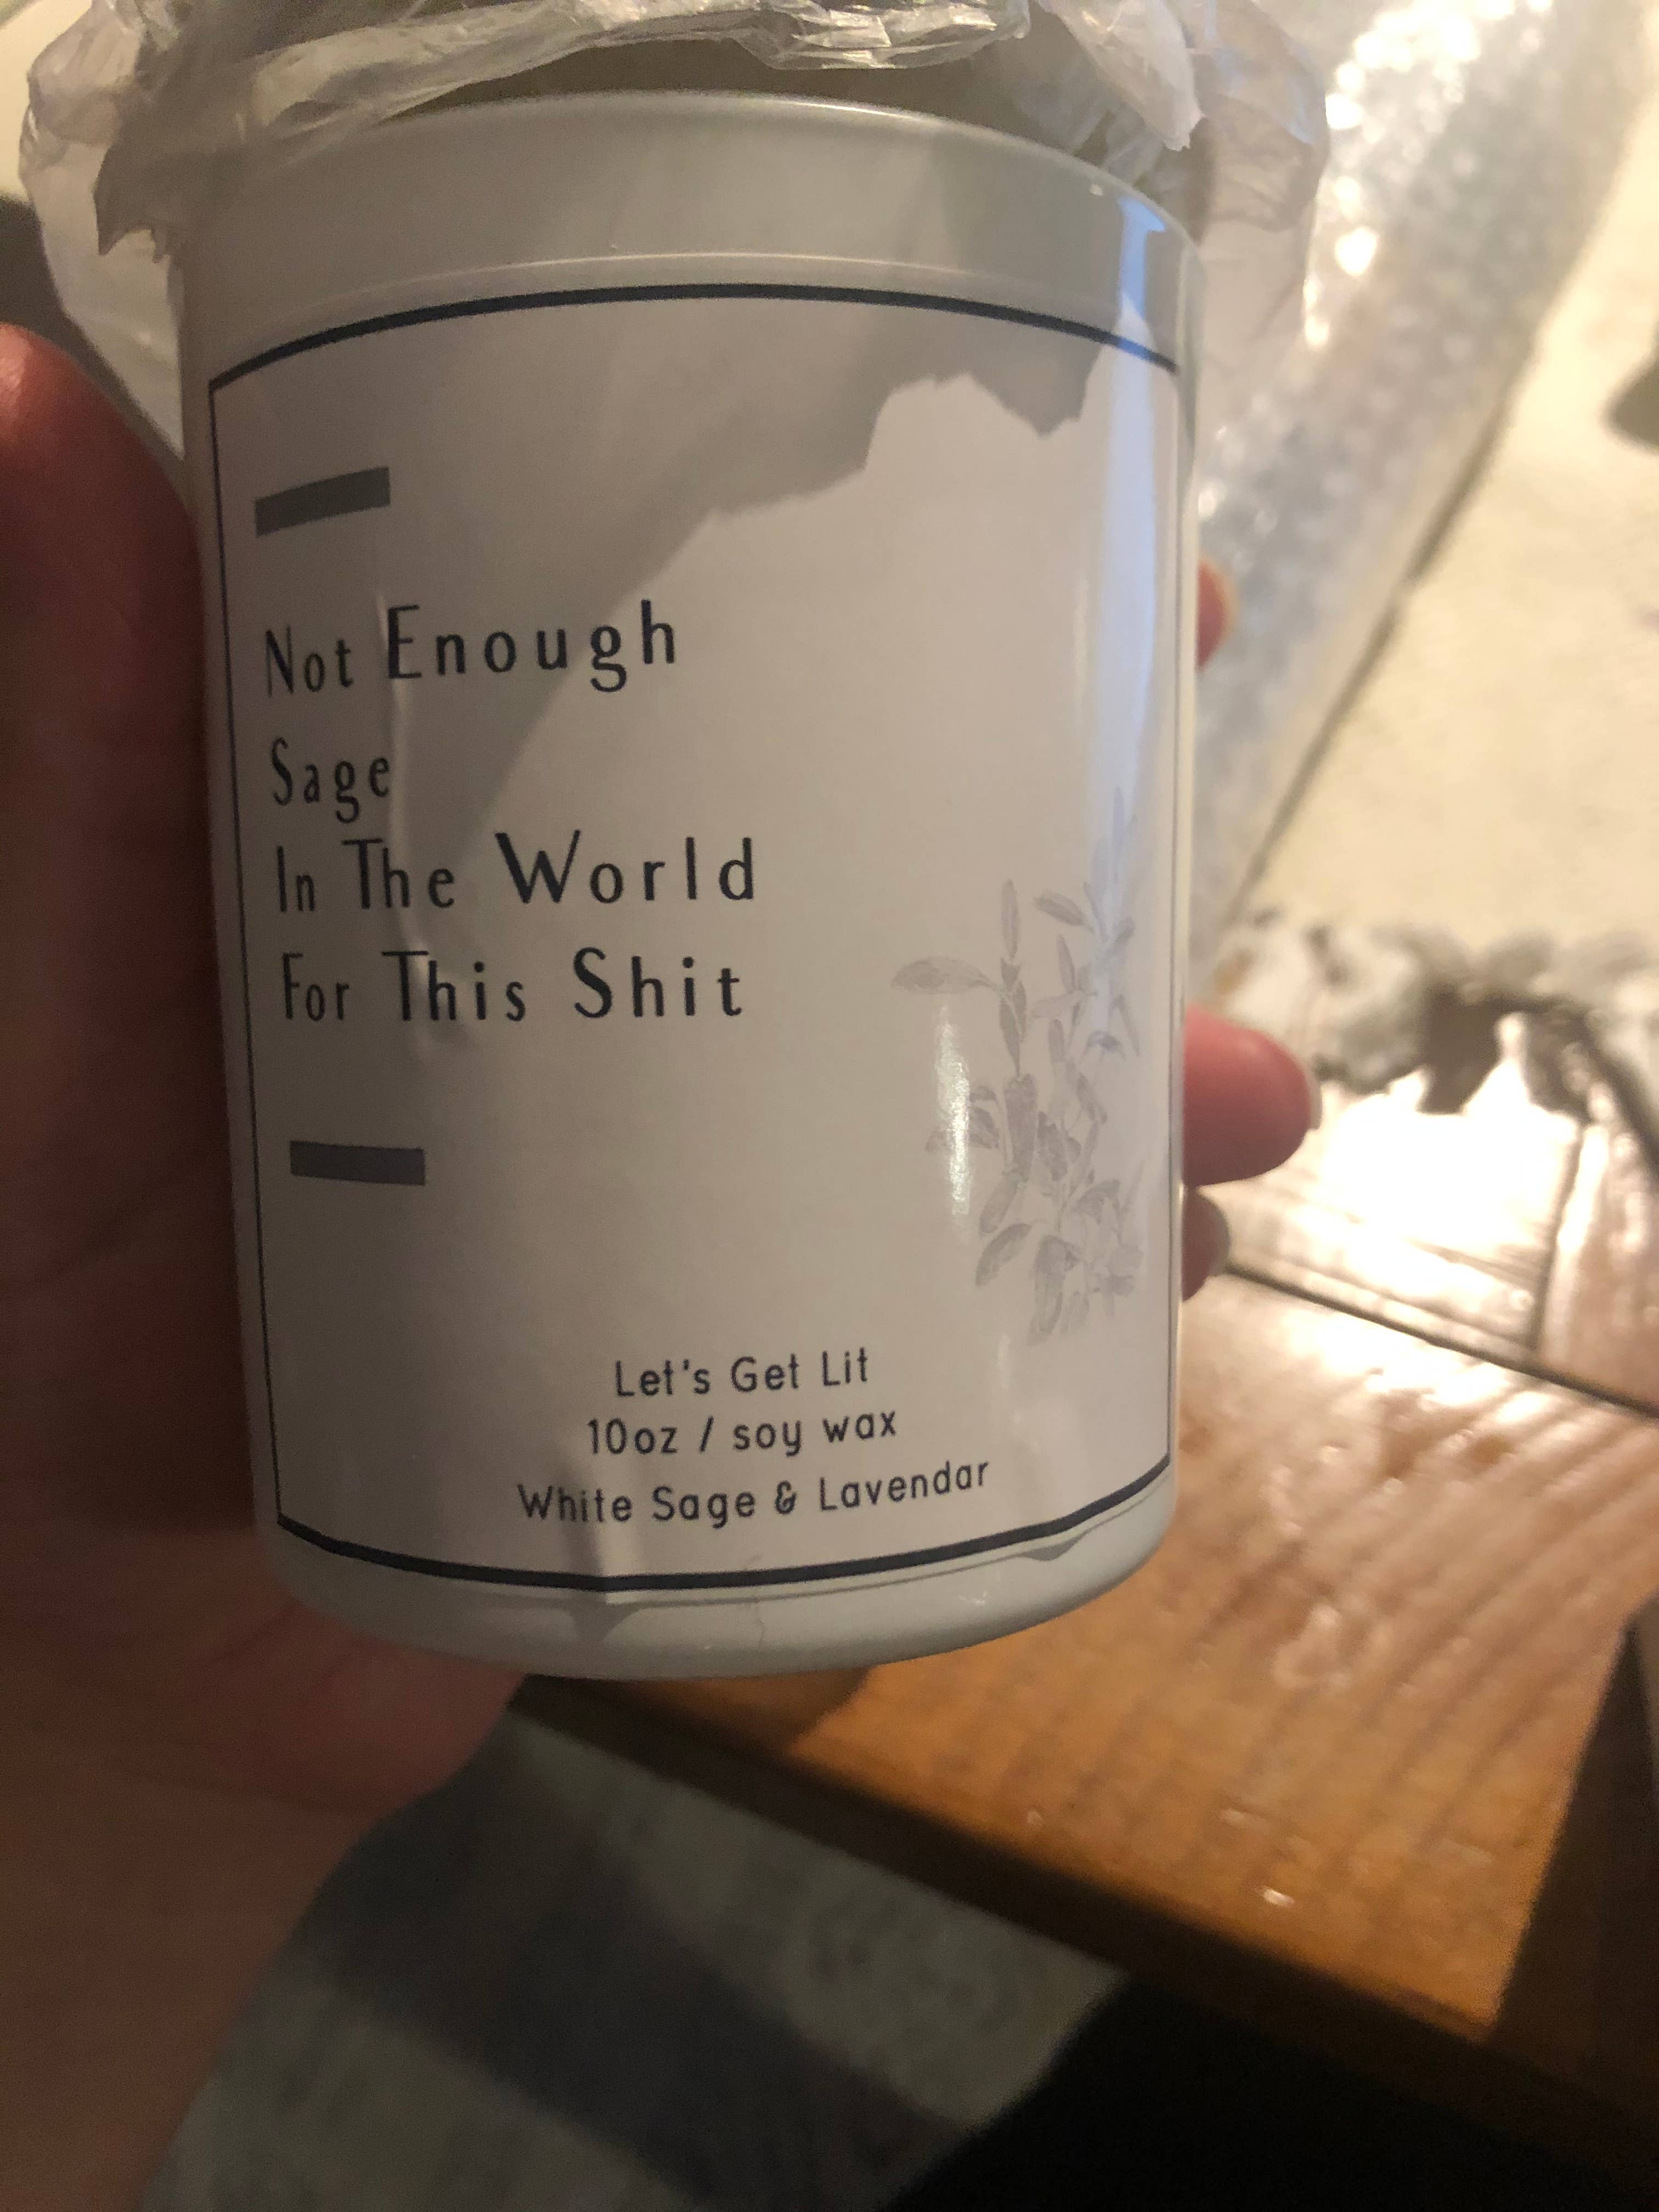 Not Enough
Sage
In The World
For This Shit
Let's Get Lit
10oz / soy wax
White Sage & Lavendar